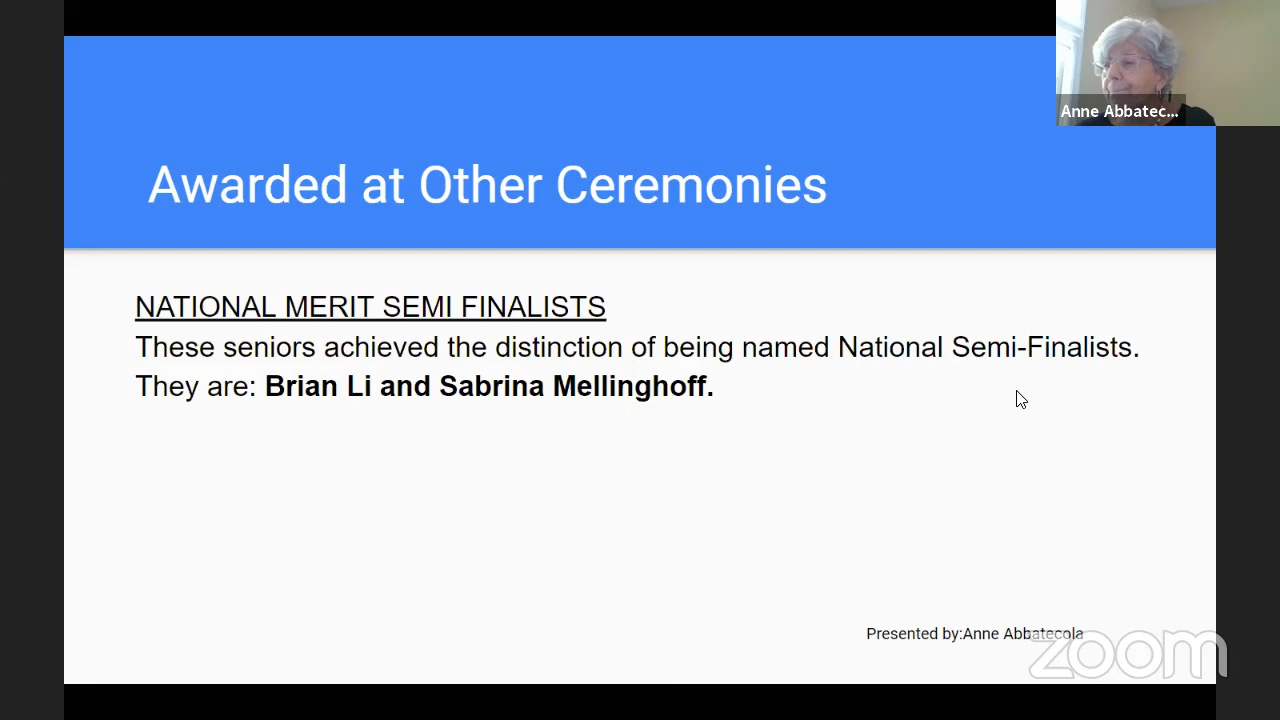 Anne Abbatec...
Awarded at Other Ceremonies
NATIONAL MERIT SEMI FINALISTS
These seniors achieved the distinction of being named National Semi-Finalists.
They are: Brian Li and Sabrina Mellinghoff.
Presented by:Anne Abbatecola
zoom